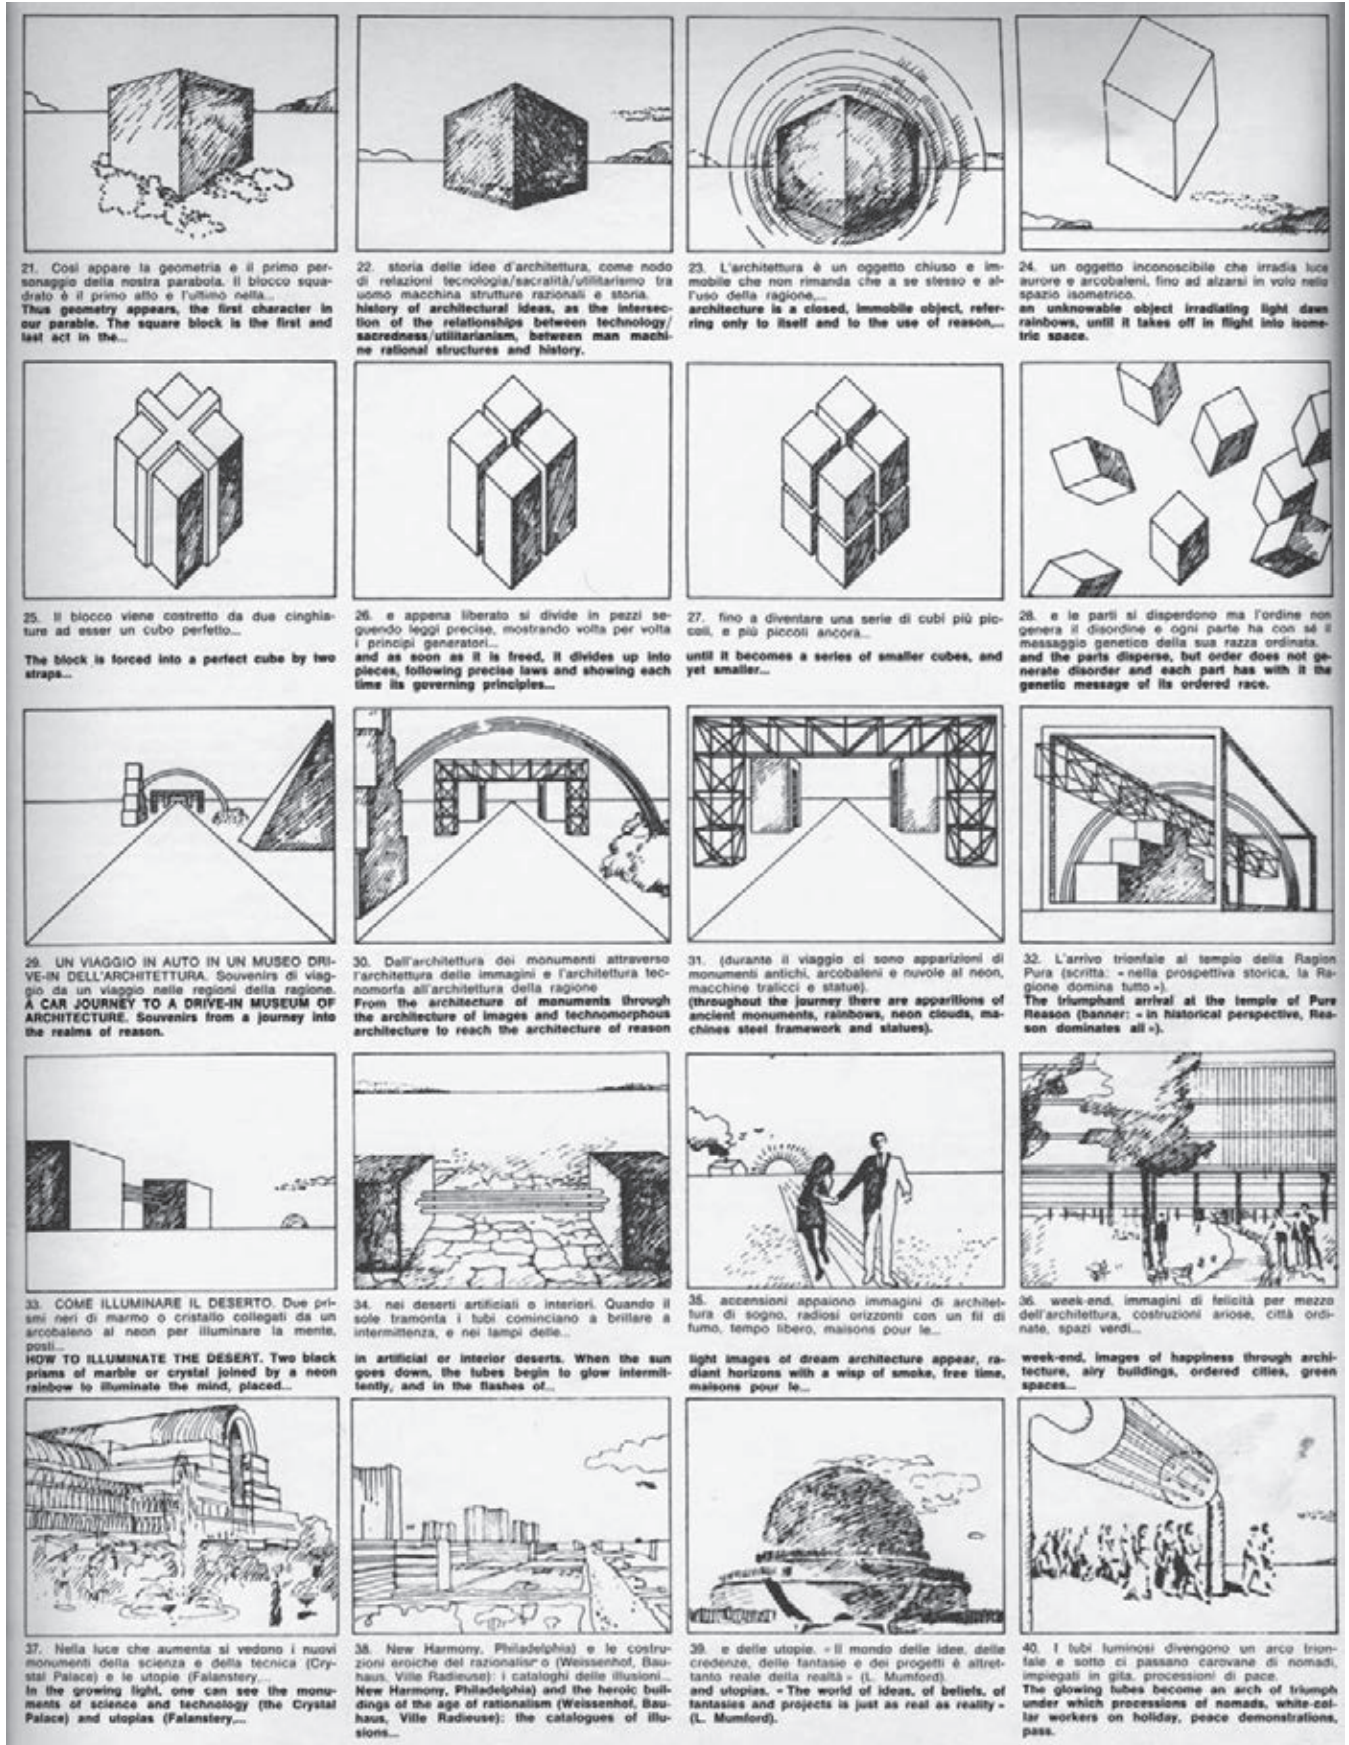 21. Così appare la geometria e il primo per-
sonaggio della nostra parabola. Il blocco squa-
drato è il primo atto e l'ultimo nella...
Thus geometry appears, the first character in
our parable. The square block is the first and
last act in the...
22. storia delle idee d'architettura, come nodo
di relazioni tecnologia/sacralità/utilitarismo tra
uomo macchina strutture razionali e storia.
history of architectural ideas, as the intersec-
tion of the relationships between technology/
sacredness/utilitarianism, between man machi-
ne rational structures and history.
23. L'architettura è un oggetto chiuso e im-
mobile che non rimanda che a se stesso e al-
l'uso della ragione,...
architecture is a closed, immobile object, refer-
ring only to itself and to the use of reason,...
24. un oggetto inconoscibile che irradia luce
aurore e arcobaleni, fino ad alzarsi in volo nello
spazio isometrico.
an unknowable object irradiating light dawn
rainbows, until it takes off in flight into isome-
tric space.
25. Il blocco viene costretto da due cinghia-
ture ad esser un cubo perfetto...
The block is forced into a perfect cube by two
straps...
26. e appena liberato si divide in pezzi se-
guendo leggi precise, mostrando volta per volta
i principi generatori...
and as soon as it is freed, it divides up into
pieces, following precise laws and showing each
time its governing principles...
27. fino a diventare una serie di cubi più pic-
coli, e più piccoli ancora...
until it becomes a series of smaller cubes, and
yet smaller...
28. e le parti si disperdono ma l'ordine non
genera il disordine e ogni parte ha con sé il
messaggio genetico della sua razza ordinata.
and the parts disperse, but order does not ge-
nerate disorder and each part has with it the
genetic message of its ordered race.
29. UN VIAGGIO IN AUTO IN UN MUSEO DRI-
VE-IN DELL'ARCHITETTURA. Souvenirs di viag-
gio da un viaggio nelle regioni della ragione.
A CAR JOURNEY TO A DRIVE-IN MUSEUM OF
ARCHITECTURE. Souvenirs from a journey into
the realms of reason.
30. Dall'architettura dei monumenti attraverso
l'architettura delle immagini e l'architettura tec-
nomorfa all'architettura della ragione
From the architecture of monuments through
the architecture of images and technomorphous
architecture to reach the architecture of reason
31. (durante il viaggio ci sono apparizioni di
monumenti antichi, arcobaleni e nuvole al neon,
macchine tralicci e statue).
(throughout the journey there are apparitions of
ancient monuments, rainbows, neon clouds, ma-
chines steel framework and statues).
32. L'arrivo trionfale al tempio della Ragion
Pura (scritta: « nella prospettiva storica, la Ra-
gione domina tutto »).
The triumphant arrival at the temple of Pure
Reason (banner: « in historical perspective, Rea-
son dominates all »).
33. COME ILLUMINARE IL DESERTO. Due pri-
smi neri di marmo o cristallo collegati da un
arcobaleno al neon per illuminare la mente,
posti...
HOW TO ILLUMINATE THE DESERT. Two black
prisms of marble or crystal joined by a neon
rainbow to illuminate the mind, placed...
34. nei deserti artificiali o interiori. Quando il
sole tramonta i tubi cominciano a brillare a
intermittenza, e nei lampi delle...
in artificial or interior deserts. When the sun
goes down, the tubes begin to glow intermit-
tently, and in the flashes of...
35. accensioni appaiono immagini di architet-
tura di sogno, radiosi orizzonti con un fil di
fumo, tempo libero, maisons pour le...
light images of dream architecture appear, ra-
diant horizons with a wisp of smoke, free time,
maisons pour le...
36. week-end, immagini di felicità per mezzo
dell'architettura, costruzioni ariose, città ordi-
nate, spazi verdi...
week-end, images of happiness through archi-
tecture, airy buildings, ordered cities, green
spaces...
37. Nella luce che aumenta si vedono i nuovi
monumenti della scienza e della tecnica (Cry-
stal Palace) e le utopie (Falanstery,...
In the growing light, one can see the monu-
ments of science and technology (the Crystal
Palace) and utopias (Falanstery,...
38. New Harmony, Philadelphia) e le costru-
zioni eroiche del razionalismo (Weissenhof, Bau-
haus, Ville Radieuse): i cataloghi delle illusioni...
New Harmony, Philadelphia) and the heroic buil-
dings of the age of rationalism (Weissenhof, Bau-
haus, Ville Radieuse): the catalogues of illu-
sions...
39. e delle utopie. « Il mondo delle idee, delle
credenze, delle fantasie e dei progetti è altret-
tanto reale della realtà » (L. Mumford).
and utopias. « The world of ideas, of beliefs, of
fantasies and projects is just as real as reality »
(L. Mumford).
40. I tubi luminosi divengono un arco trion-
fale e sotto ci passano carovane di nomadi,
impiegati in gita, processioni di pace.
The glowing tubes become an arch of triumph
under which processions of nomads, white-col-
lar workers on holiday, peace demonstrations,
pass.